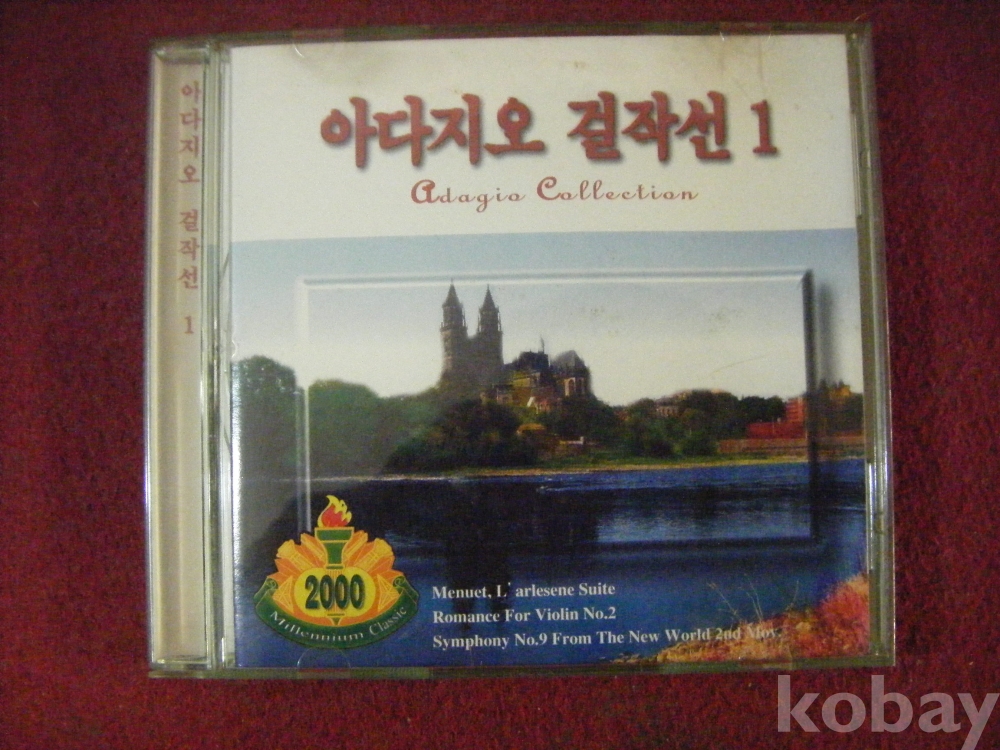 아다지오 걸작선 1
아다지오 걸작선 1
Adagio Collection
2000
Millennium Classic
Menuet, L' arlesene Suite
Romance For Violin No.2
Symphony No.9 From The New World 2nd Mov.
kobay